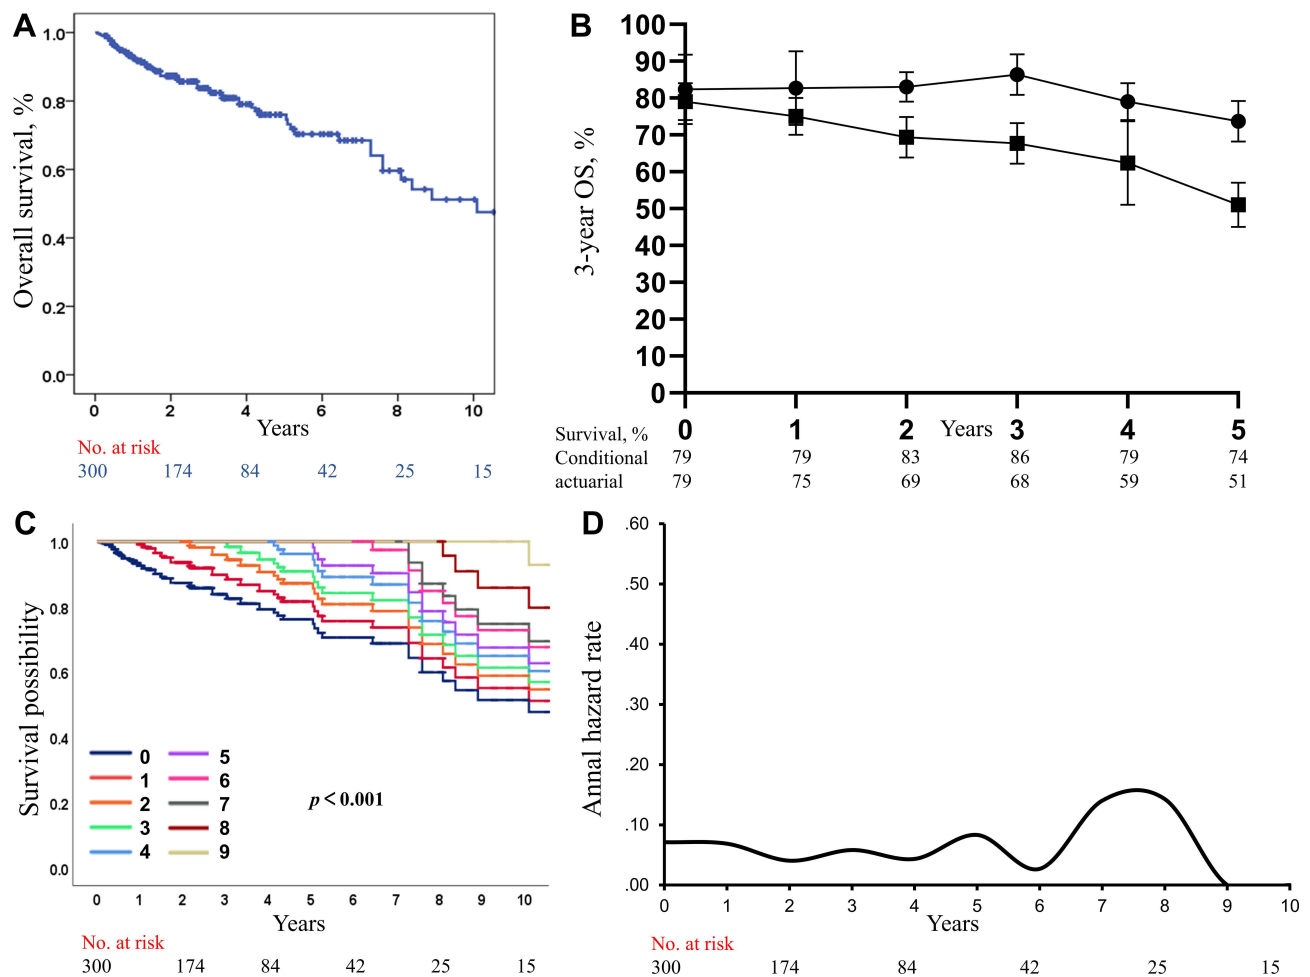 A
Overall survival, %
1.0
0.8
0.6
0.4
0.2
0.0
0 2 4 6 8 10
Years
No. at risk
300 174 84 42 25 15
B
3-year OS, %
100
90
80
70
60
50
40
30
20
10
0
Survival, % 0 1 2 Years 3 4 5
Conditional 79 79 83 86 79 74
actuarial 79 75 69 68 59 51
C
Survival possibility
1.0
0.8
0.6
0.4
0.2
0.0
0 5
1 6
2 7
3 8
4 9
p < 0.001
0 1 2 3 4 5 6 7 8 9 10
Years
No. at risk
300 174 84 42 25 15
D
Annal hazard rate
.60
.50
.40
.30
.20
.10
.00
0 1 2 3 4 5 6 7 8 9 10
Years
No. at risk
300 174 84 42 25 15